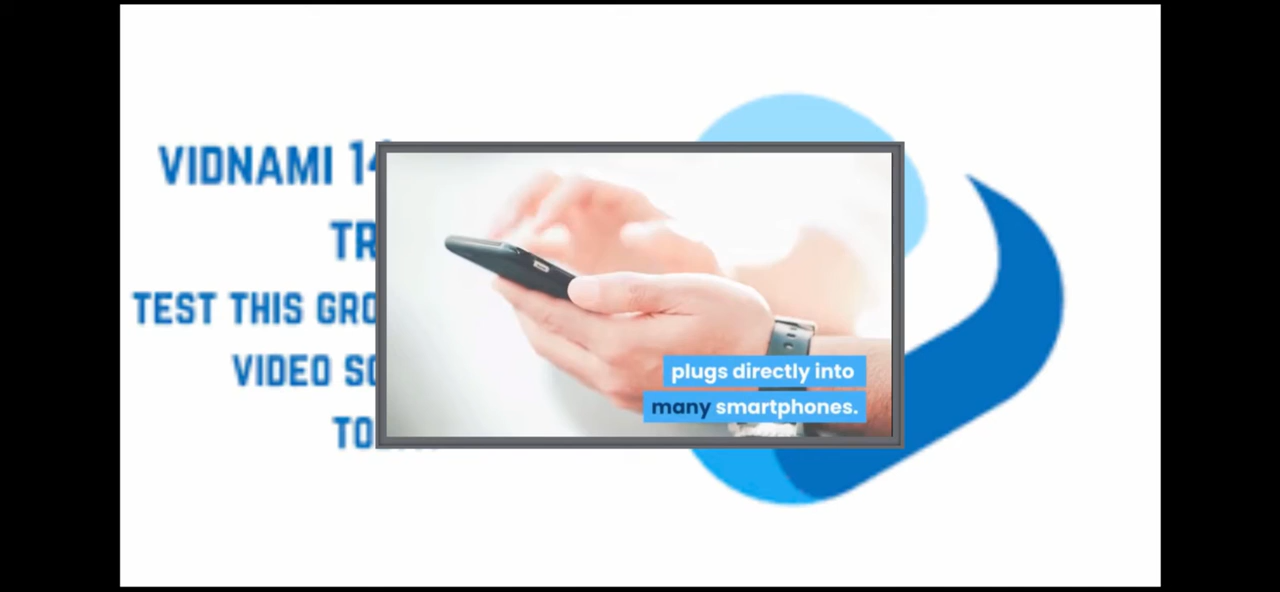 VIDNAMI 14
TR
TEST THIS GRO
VIDEO SO
TO
plugs directly into
many smartphones.